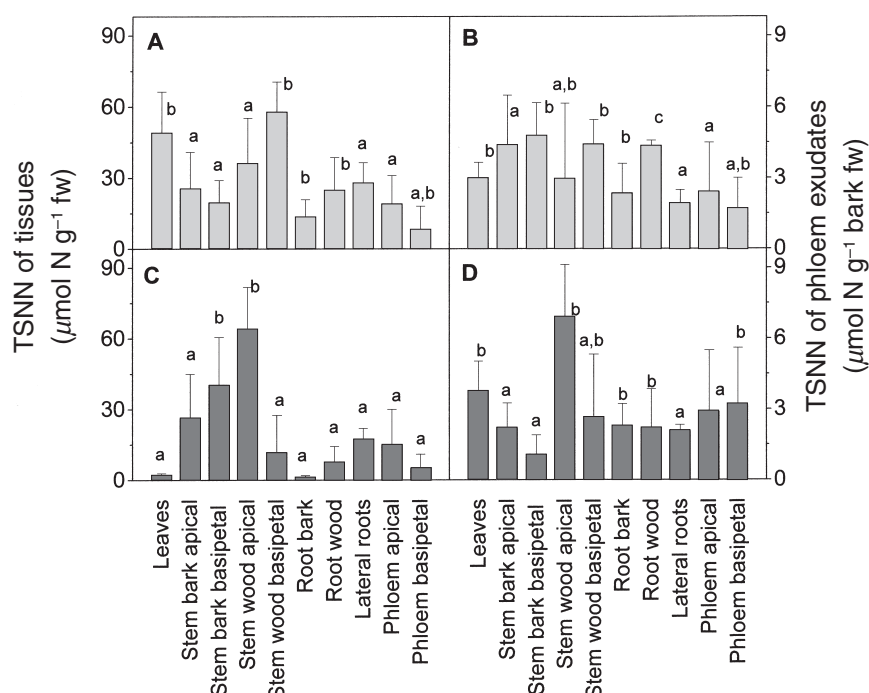 TSNN of tissues
(μmol N g⁻¹ fw)
A
90
60
30
0
b
a
a
a
b
b
b
a
a
a,b
B
9
6
3
0
b
a
b
a,b
b
b
c
a
a
a,b
C
90
60
30
0
a
a
b
b
a
a
a
a
a
a
D
9
6
3
0
b
a
a
b
a,b
b
b
a
a
b
TSNN of phloem exudates
(μmol N g⁻¹ bark fw)
Leaves
Stem bark apical
Stem bark basipetal
Stem wood apical
Stem wood basipetal
Root bark
Root wood
Lateral roots
Phloem apical
Phloem basipetal
Leaves
Stem bark apical
Stem bark basipetal
Stem wood apical
Stem wood basipetal
Root bark
Root wood
Lateral roots
Phloem apical
Phloem basipetal